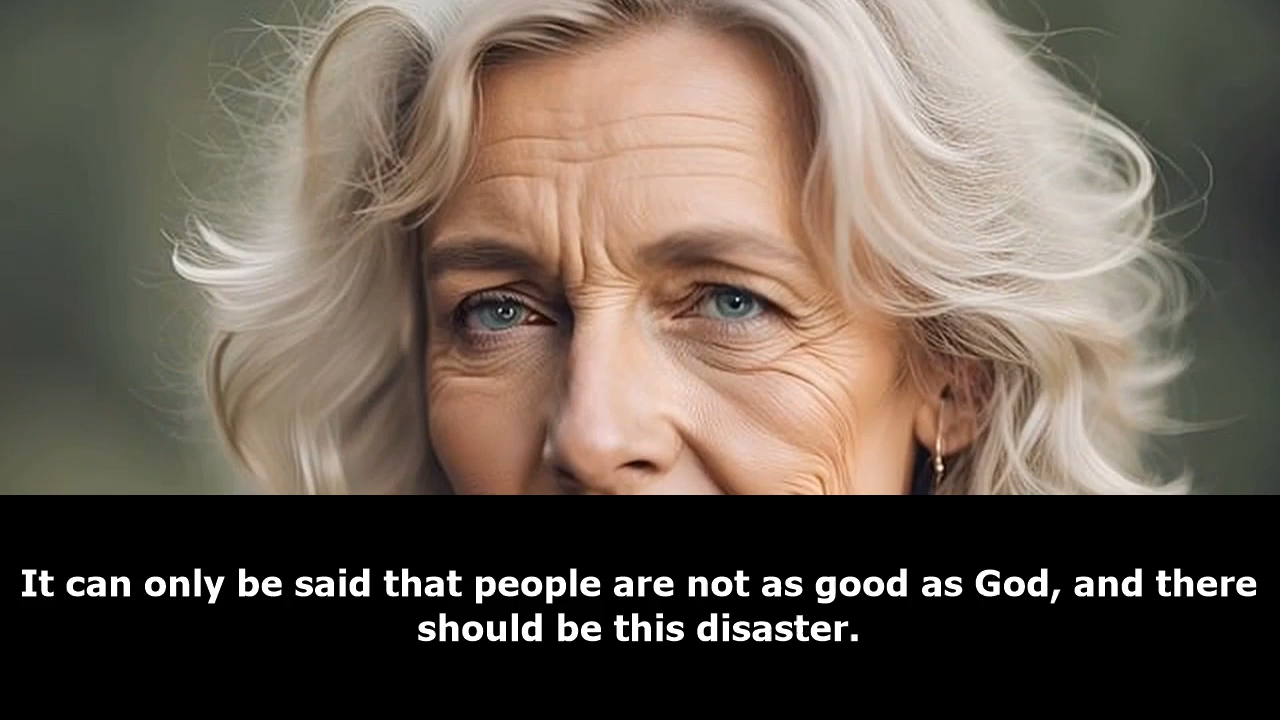 It can only be said that people are not as good as God, and there
should be this disaster.